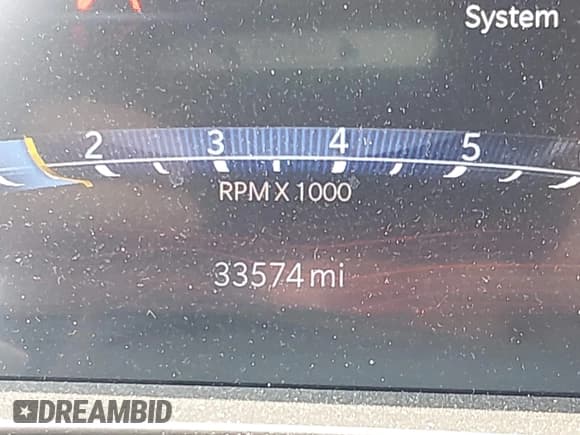 System
2 3 4 5
RPM X 1000
33574 mi
DREAMBID